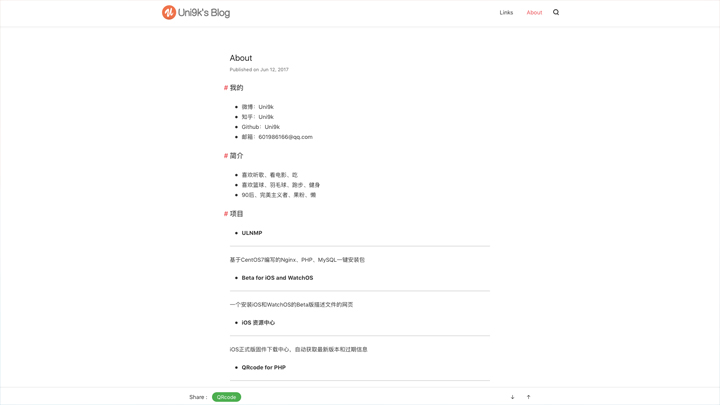 Uni9k's Blog
Links
About
About
Published on Jun 12, 2017
# 我的
微博：Uni9k
知乎：Uni9k
Github：Uni9k
邮箱：601986166@qq.com
# 简介
喜欢听歌、看电影、吃
喜欢篮球、羽毛球、跑步、健身
90后、完美主义者、果粉、懒
# 项目
ULNMP
基于CentOS7编写的Nginx、PHP、MySQL一键安装包
Beta for iOS and WatchOS
一个安装iOS和WatchOS的Beta版描述文件的网页
iOS 资源中心
iOS正式版固件下载中心，自动获取最新版本和过期信息
QRcode for PHP
Share :
QRcode
↓
↑